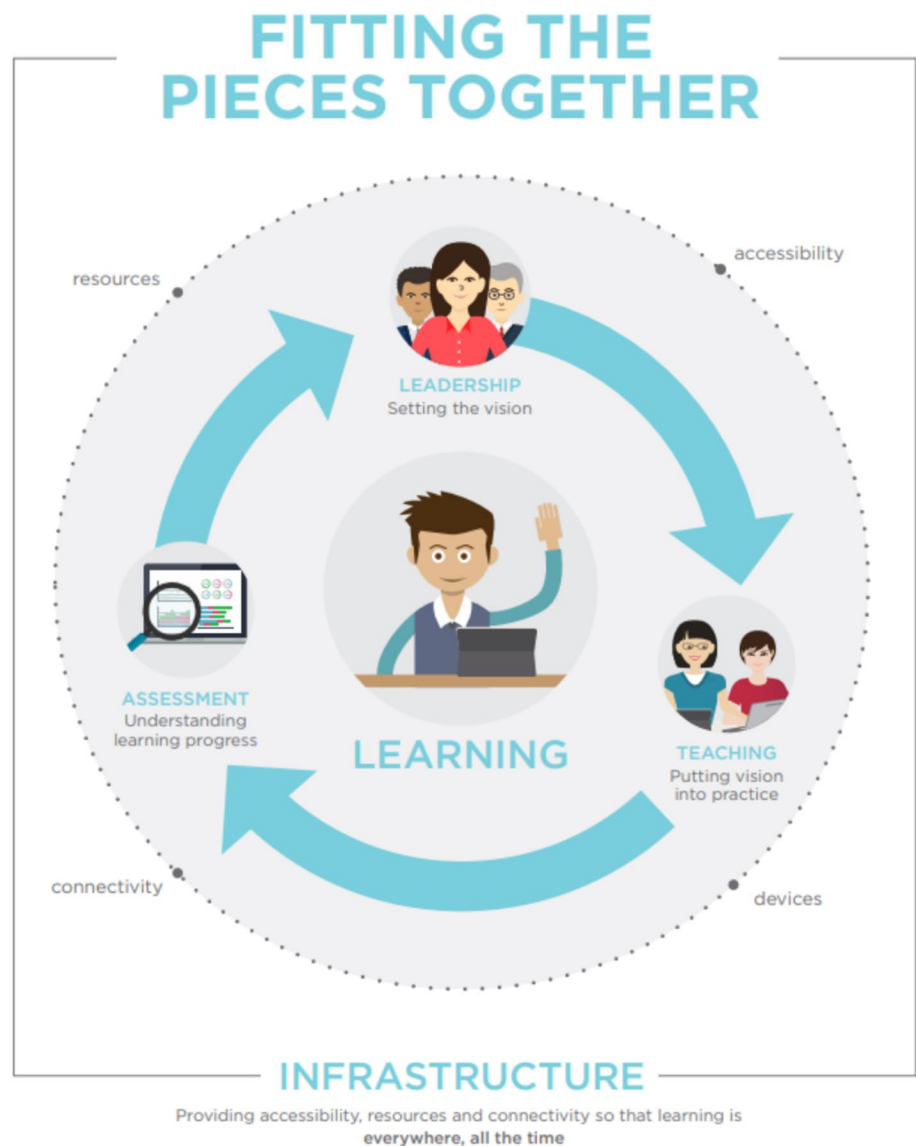 FITTING THE
PIECES TOGETHER
resources
accessibility
LEADERSHIP
Setting the vision
ASSESSMENT
Understanding
learning progress
LEARNING
TEACHING
Putting vision
into practice
connectivity
devices
INFRASTRUCTURE
Providing accessibility, resources and connectivity so that learning is
everywhere, all the time